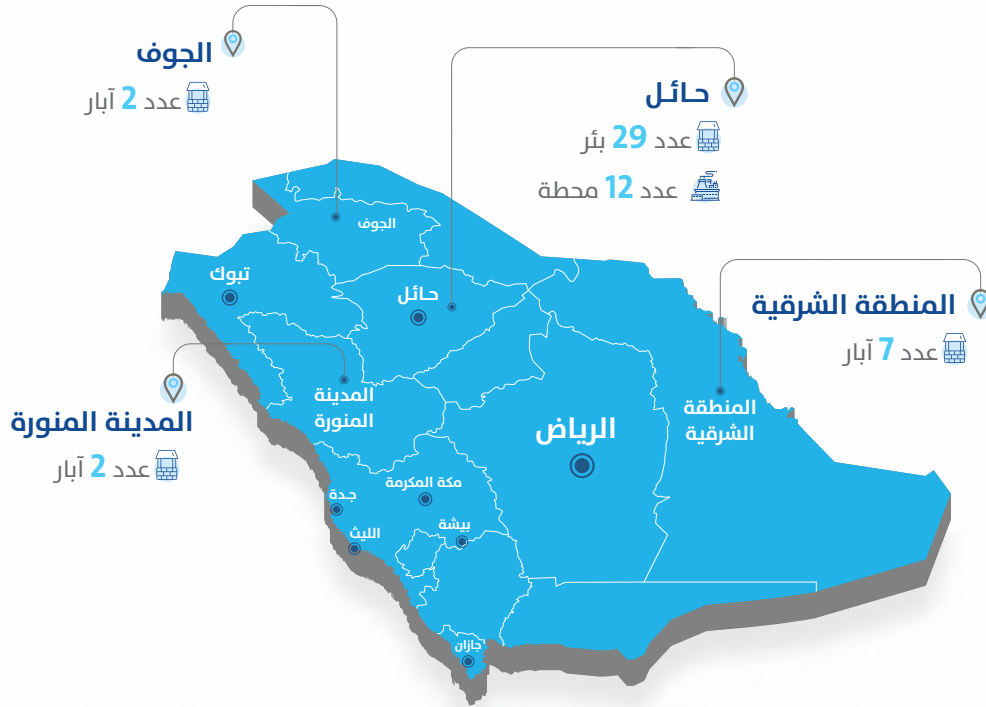 الجوف
عدد 2 آبار
حائل
عدد 29 بئر
عدد 12 محطة
المنطقة الشرقية
عدد 7 آبار
المدينة المنورة
عدد 2 آبار
الجوف
تبوك
حائل
المدينة
المنورة
الرياض
المنطقة
الشرقية
مكة المكرمة
جدة
بيشة
الليث
جازان